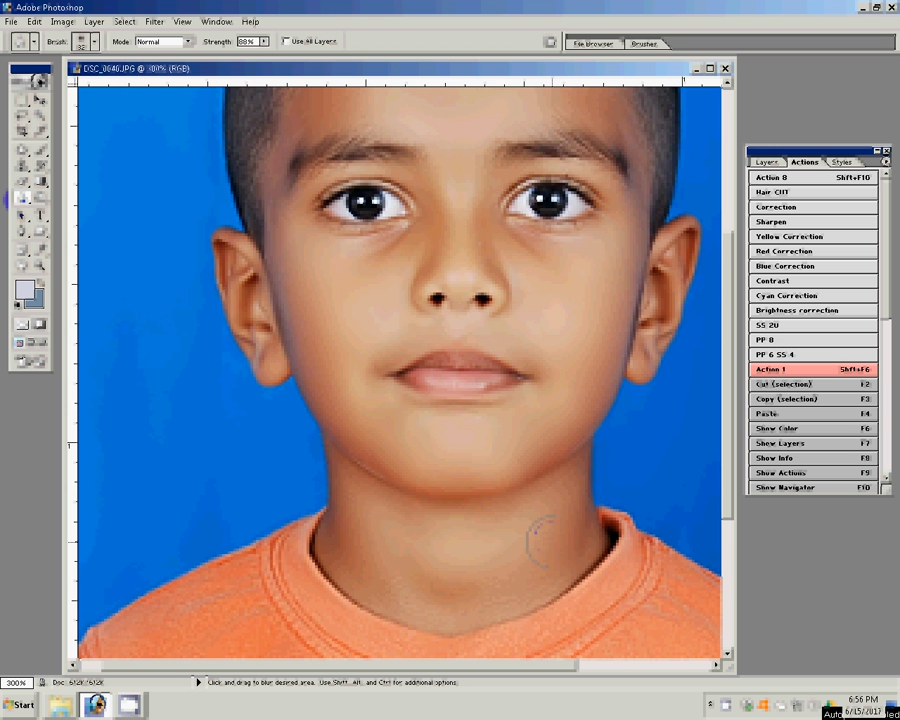 Adobe Photoshop
File Edit Image Layer Select Filter View Window Help
Brush: 32 Mode: Normal Strength: 88% Use All Layers
File Browser Brushes
DSC_0046.JPG @ 300% (RGB)
Layers Actions Styles
Action 8 Shft+F10
Hair CUT
Correction
Sharpen
Yellow Correction
Red Correction
Blue Correction
Contrast
Cyan Correction
Brightness correction
SS 2U
PP 8
PP 6 SS 4
Action 1 Shft+F6
Cut (selection) F2
Copy (selection) F3
Paste F4
Show Color F6
Show Layers F7
Show Info F8
Show Actions F9
Show Navigator F10
300% Doc: 612K/612K Click and drag to blur desired area. Use Shift, Alt, and Ctrl for additional options.
Start
6:56 PM
6/15/2017